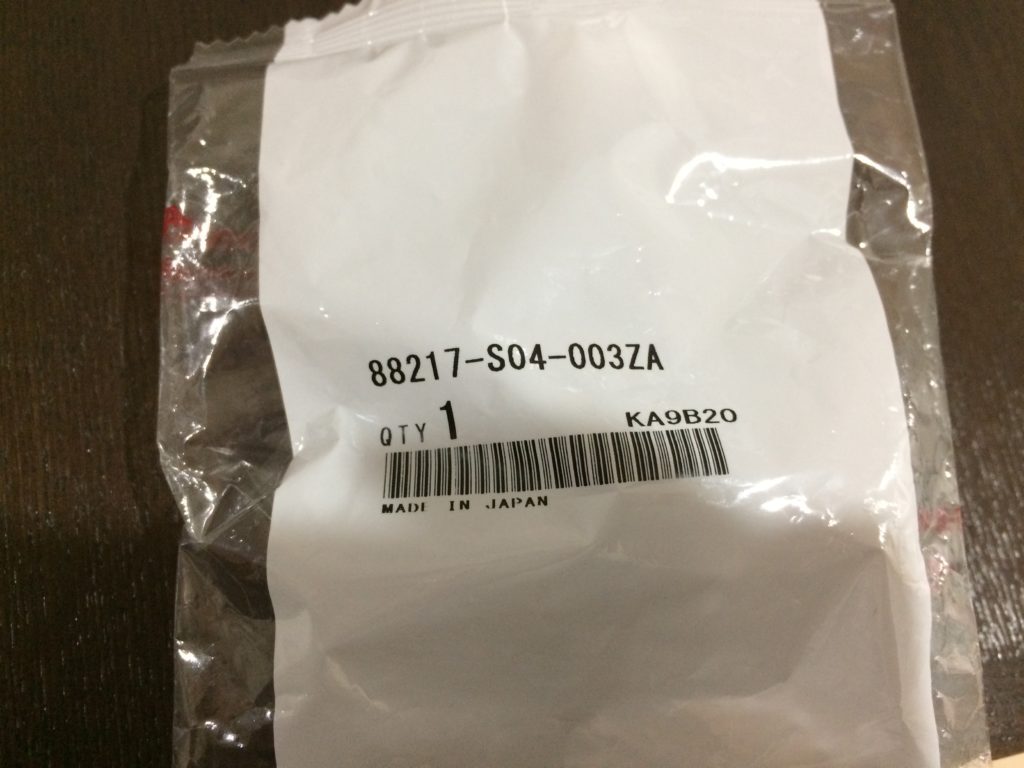 88217-S04-003ZA
QTY 1 KA9B20
MADE IN JAPAN